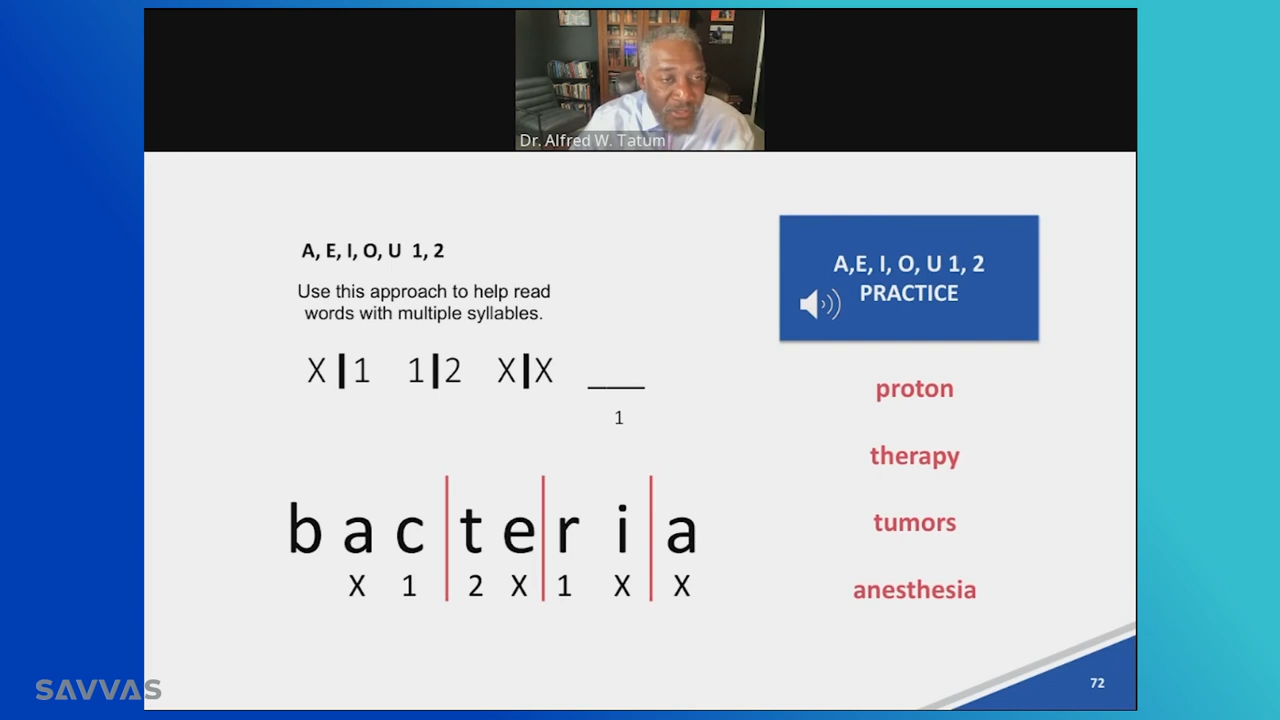 Dr. Alfred W. Tatum
A, E, I, O, U 1, 2
Use this approach to help read
words with multiple syllables.
X|1 1|2 X|X ___
1
b a c | t e | r i | a
X 1 2 X 1 X X
A,E, I, O, U 1, 2
PRACTICE
proton
therapy
tumors
anesthesia
72
SAVVAS